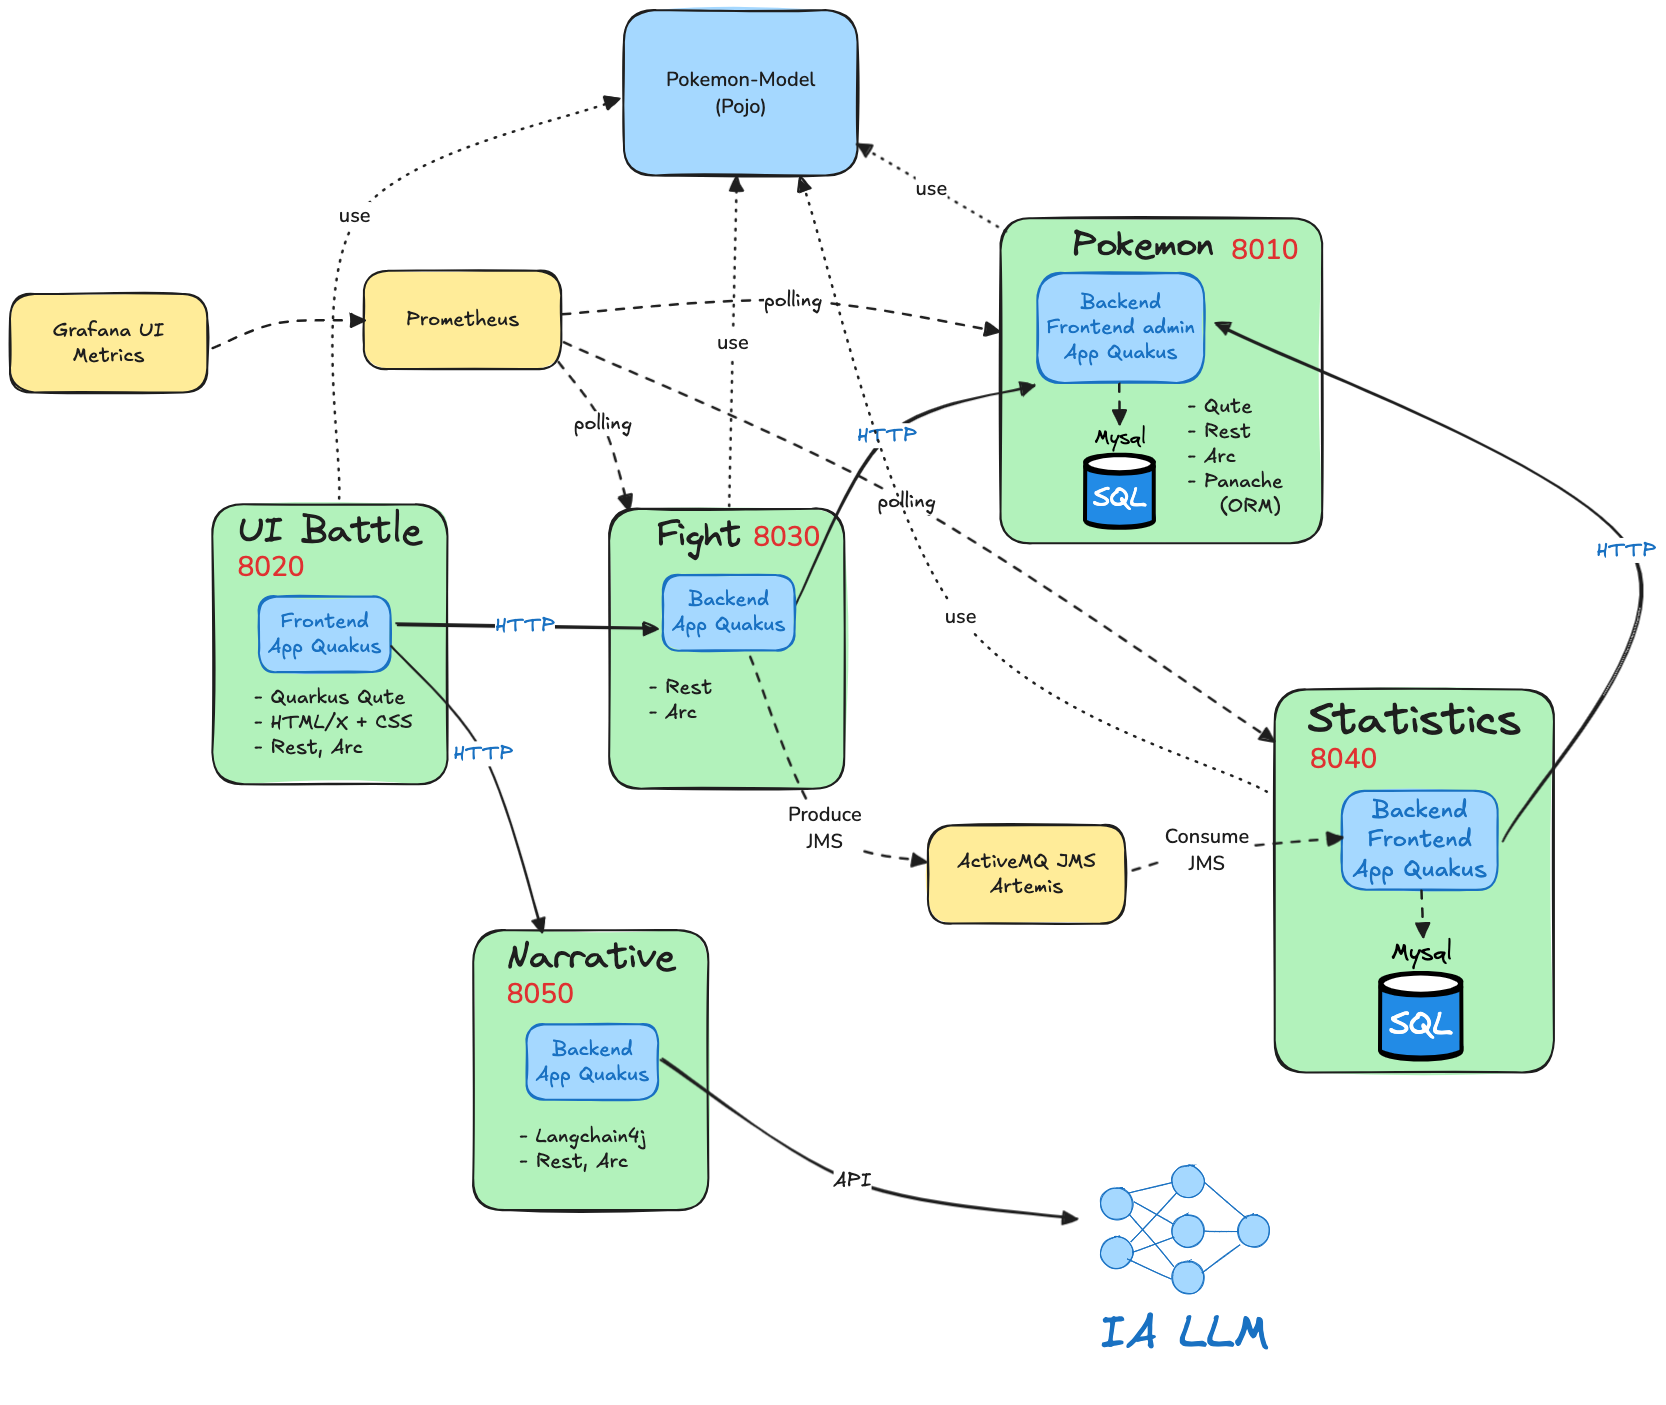 Pokemon-Model
(Pojo)
use
use
Pokemon 8010
Backend
Frontend admin
App Quakus
Mysql
SQL
- Qute
- Rest
- Arc
- Panache
(ORM)
Grafana UI
Metrics
Prometheus
polling
use
polling
HTTP
polling
HTTP
UI Battle
8020
Frontend
App Quakus
- Quarkus Qute
- HTML/X + CSS
- Rest, Arc
HTTP
HTTP
Fight 8030
Backend
App Quakus
- Rest
- Arc
use
Produce
JMS
ActiveMQ JMS
Artemis
Consume
JMS
Statistics
8040
Backend
Frontend
App Quakus
Mysql
SQL
Narrative
8050
Backend
App Quakus
- Langchain4j
- Rest, Arc
API
IA LLM